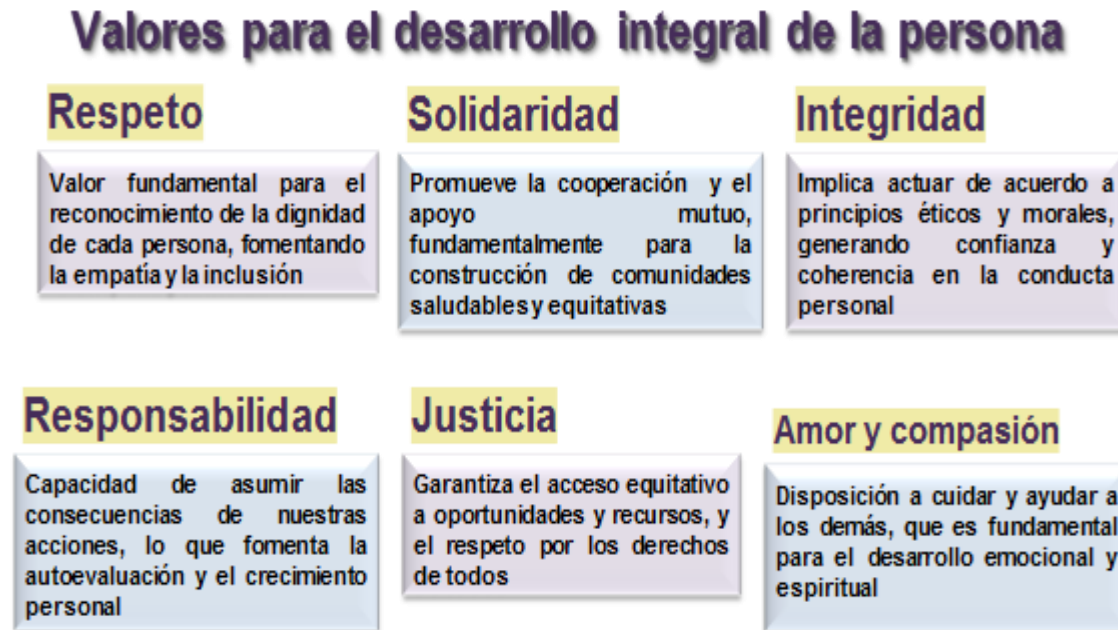 Valores para el desarrollo integral de la persona
Respeto
Valor fundamental para el
reconocimiento de la dignidad
de cada persona, fomentando
la empatía y la inclusión
Solidaridad
Promueve la cooperación y el
apoyo mutuo,
fundamentalmente para la
construcción de comunidades
saludables y equitativas
Integridad
Implica actuar de acuerdo a
principios éticos y morales,
generando confianza y
coherencia en la conducta
personal
Responsabilidad
Capacidad de asumir las
consecuencias de nuestras
acciones, lo que fomenta la
autoevaluación y el crecimiento
personal
Justicia
Garantiza el acceso equitativo
a oportunidades y recursos, y
el respeto por los derechos
de todos
Amor y compasión
Disposición a cuidar y ayudar a
los demás, que es fundamental
para el desarrollo emocional y
espiritual